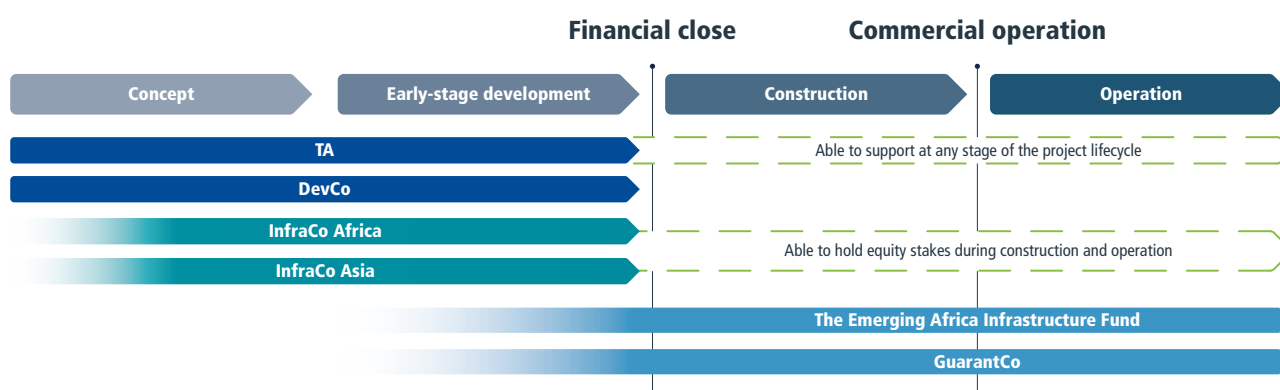 Financial close
Commercial operation
Concept
Early-stage development
Construction
Operation
TA
Able to support at any stage of the project lifecycle
DevCo
InfraCo Africa
Able to hold equity stakes during construction and operation
InfraCo Asia
The Emerging Africa Infrastructure Fund
GuarantCo